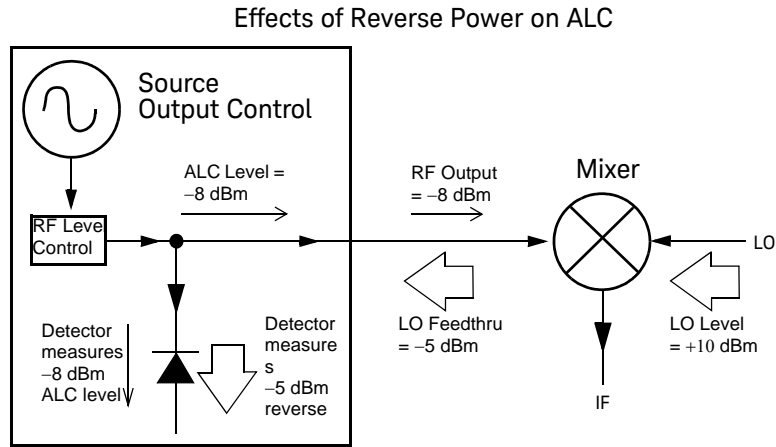 Effects of Reverse Power on ALC
Source
Output Control
ALC Level =
−8 dBm
RF Output
= −8 dBm
Mixer
RF Leve
Control
LO
LO Feedthru
= −5 dBm
LO Level
= +10 dBm
Detector
measures
−8 dBm
ALC level
Detector
measure
s
−5 dBm
reverse
IF